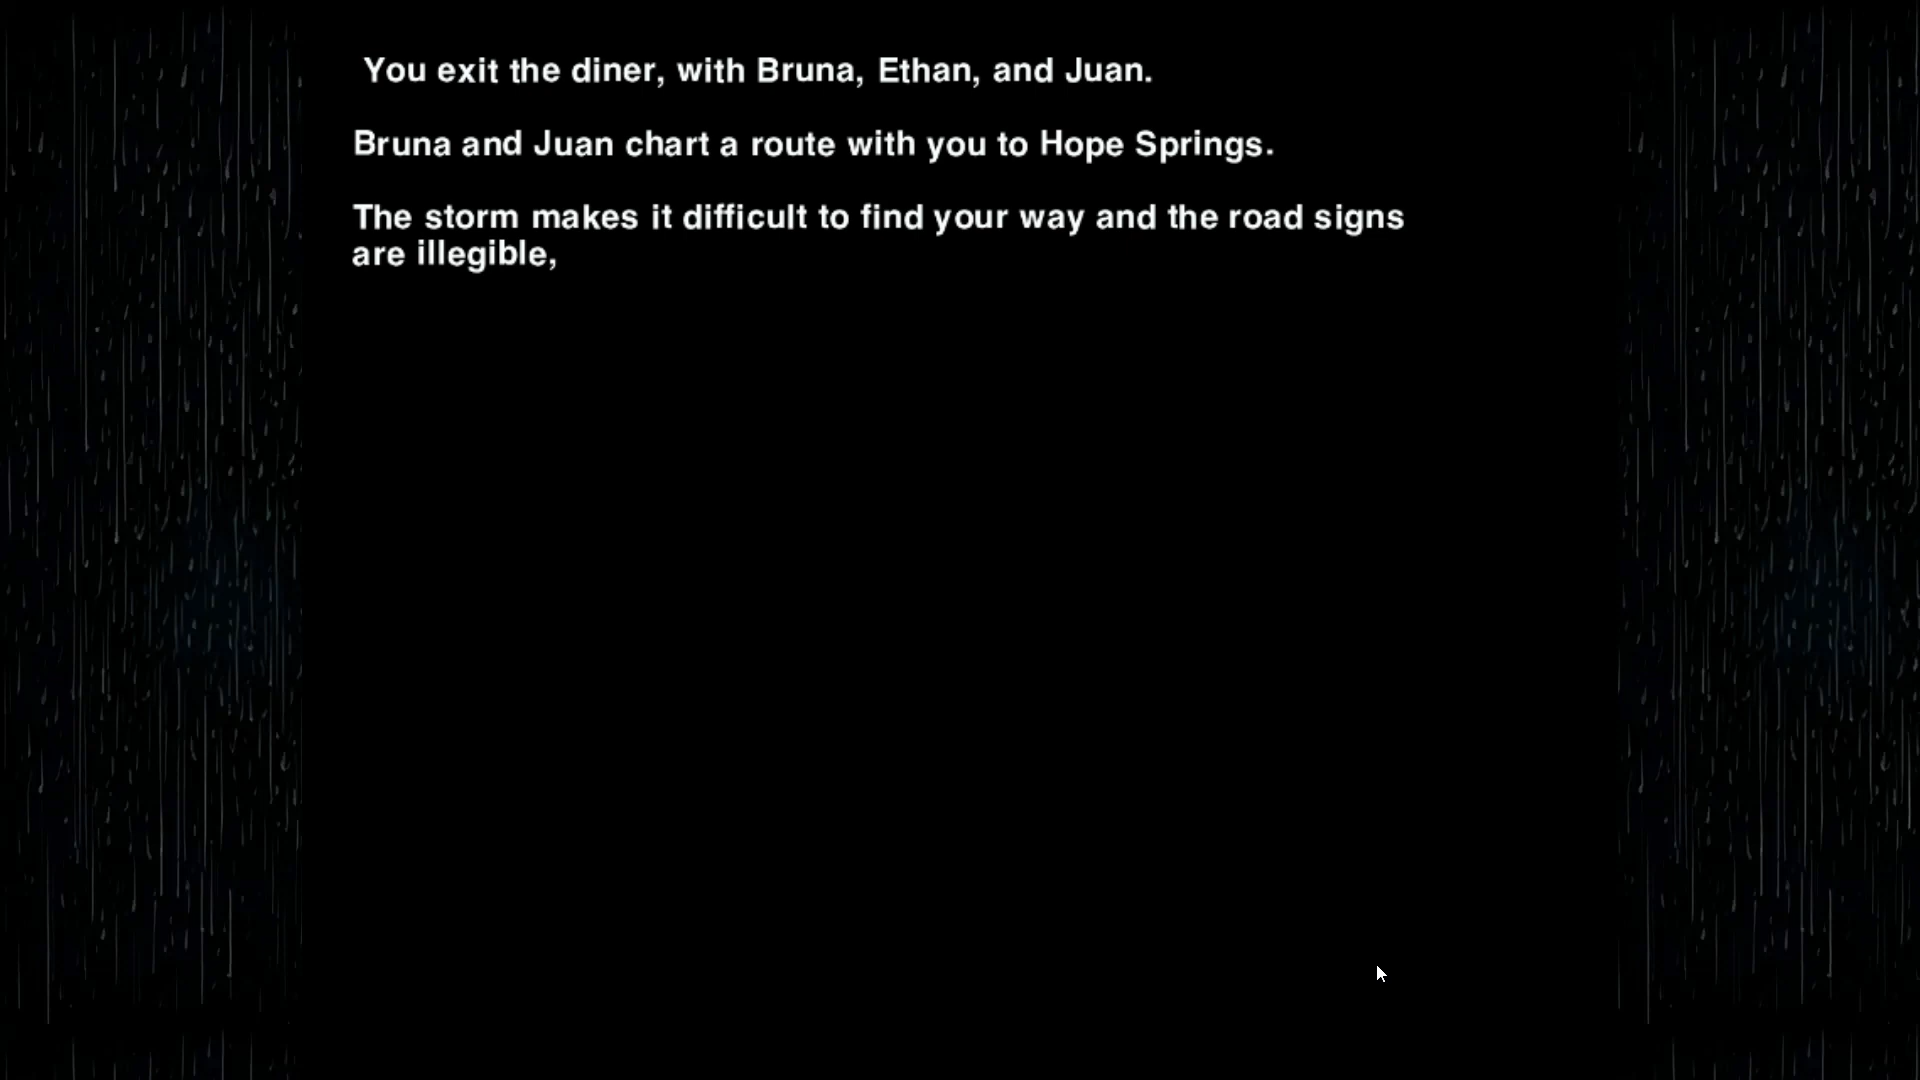 You exit the diner, with Bruna, Ethan, and Juan.
Bruna and Juan chart a route with you to Hope Springs.
The storm makes it difficult to find your way and the road signs
are illegible,